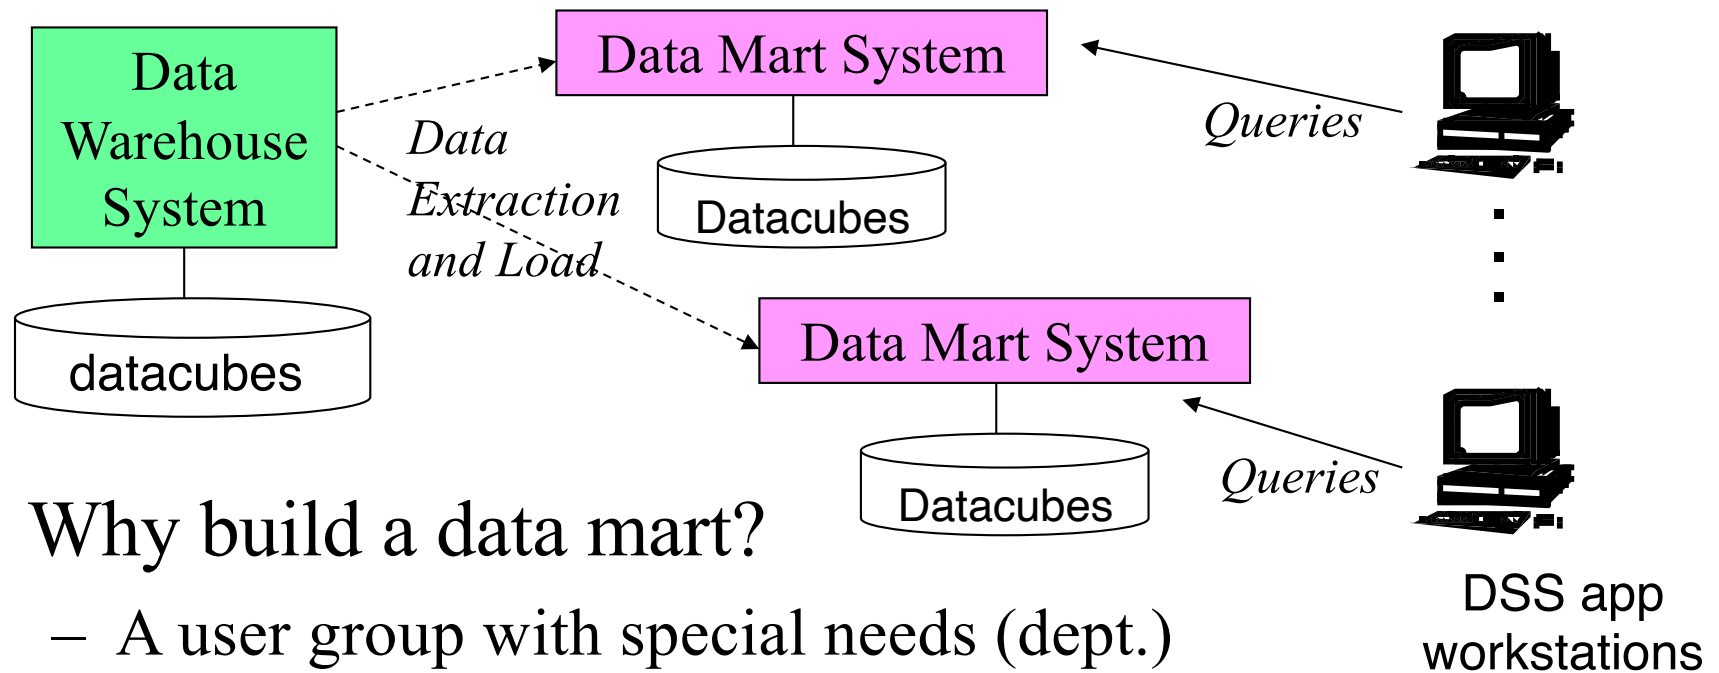 Data
Warehouse
System
datacubes
Data
Extraction
and Load
Data Mart System
Datacubes
Data Mart System
Datacubes
Queries
Queries
DSS app
workstations
Why build a data mart?
– A user group with special needs (dept.)